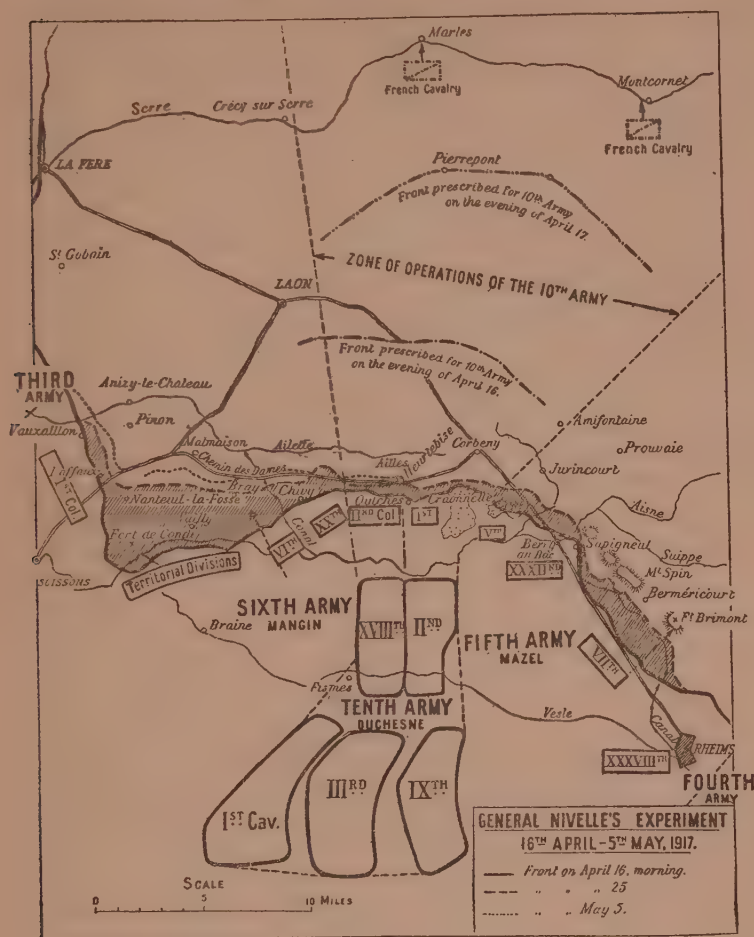 Marles
French Cavalry
Montcornet
French Cavalry
Serre
Crécy sur Serre
LA FERE
Pierrepont
Front prescribed for 10th Army
on the evening of April 17.
St Gobain
ZONE OF OPERATIONS OF THE 10TH ARMY
LAON
Front prescribed for 10th Army
on the evening of April 16.
THIRD
ARMY
Anizy-le-Chateau
Pinon
Vauxaillon
Malmaison
Ailette
Heurtebise
Corbeny
Amifontaine
Prouvaie
Juvincourt
Laffaux
1ST Col
Chenin des Dames
Ailles
Bray
Chivy
Nanteuil-la-Fosse
Oulches
Craonnelle
Aisne
Vailly
Fort de Condé
Canal
VITH
XXTH
IIND Col
IST
VTH
Berry
au Bac
Sapigneul
Suippe
Mt Spin
Berméricourt
Ft Brimont
XXXIIND
Soissons
Territorial Divisions
SIXTH ARMY
MANGIN
Braine
XVIIITH
IIND
FIFTH ARMY
MAZEL
VIITH
Fismes
TENTH ARMY
DUCHESNE
Vesle
Canal
RHEIMS
XXXVIIITH
FOURTH
ARMY
IST Cav.
IIIRD
IXTH
GENERAL NIVELLE'S EXPERIMENT
16TH APRIL-5TH MAY, 1917.
Front on April 16, morning.
" " " 25
" " May 5.
SCALE
0 5 10 MILES